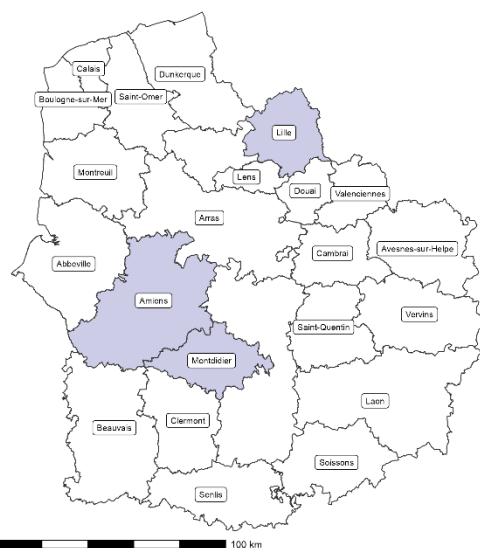 Calais
Dunkerque
Boulogne-sur-Mer
Saint-Omer
Lille
Montreuil
Lens
Douai
Valenciennes
Arras
Cambrai
Avesnes-sur-Helpe
Abbeville
Amiens
Saint-Quentin
Vervins
Montdidier
Laon
Beauvais
Clermont
Soissons
Senlis
100 km